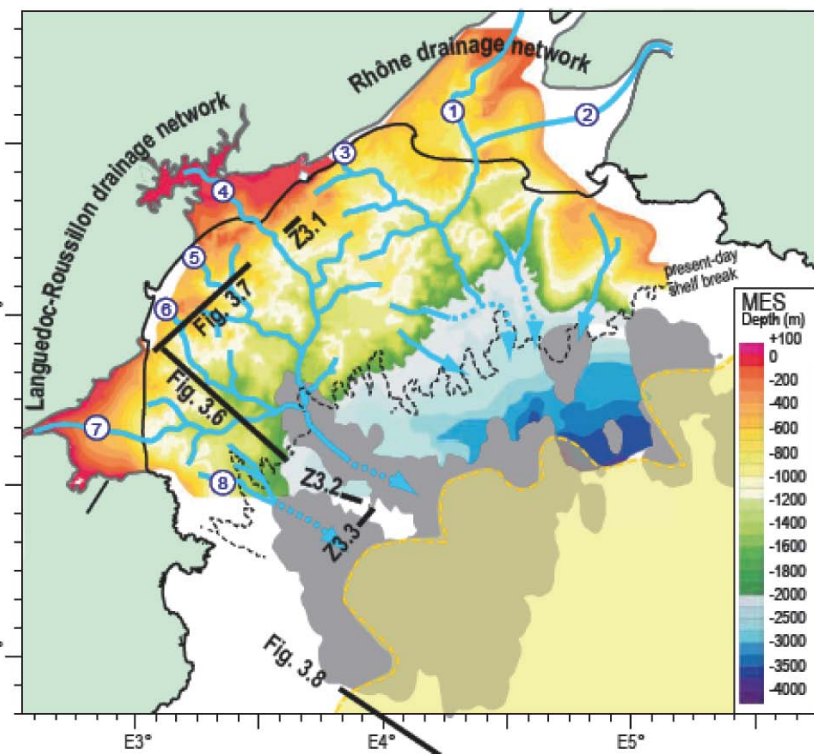 Rhône drainage network
Languedoc-Roussillon drainage network
1
2
3
4
5
6
7
8
Z3.1
Fig. 3.7
Fig. 3.6
Z3.2
Z3.3
Fig. 3.8
present-day
shelf break
MES
Depth (m)
+100
0
-200
-400
-600
-800
-1000
-1200
-1400
-1600
-1800
-2000
-2500
-3000
-3500
-4000
E3°
E4°
E5°